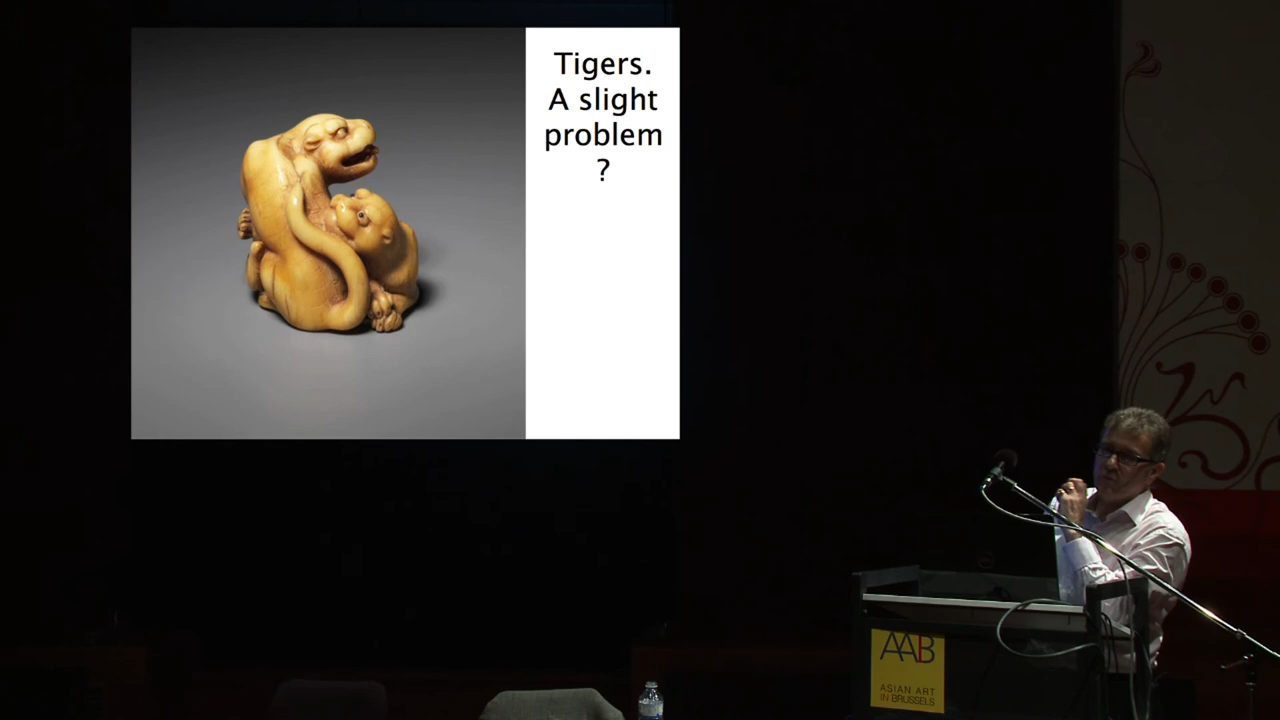 Tigers.
A slight
problem
?
AAB
ASIAN ART
IN BRUSSELS